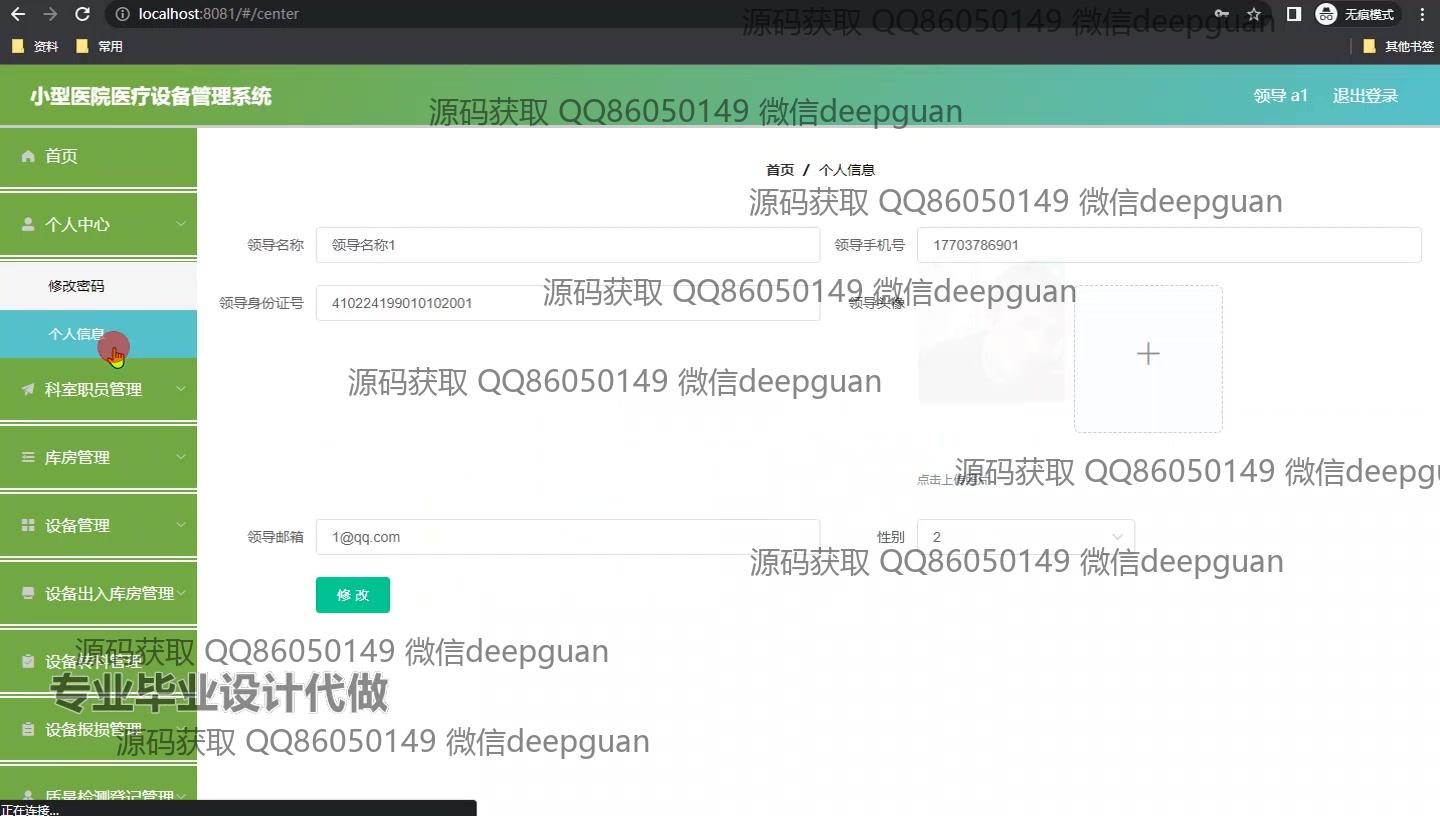 localhost:8081/#/center
无痕模式
资料
常用
其他书签
源码获取 QQ86050149 微信deepguan
小型医院医疗设备管理系统
领导 a1
退出登录
源码获取 QQ86050149 微信deepguan
首页
首页 / 个人信息
源码获取 QQ86050149 微信deepguan
个人中心
领导名称
领导名称1
领导手机号
17703786901
修改密码
领导身份证号
410224199010102001
领导头像
源码获取 QQ86050149 微信deepguan
个人信息
+
科室职员管理
源码获取 QQ86050149 微信deepguan
库房管理
点击上传
源码获取 QQ86050149 微信deepgu
设备管理
领导邮箱
1@qq.com
性别
2
源码获取 QQ86050149 微信deepguan
设备出入库房管理
修 改
源码获取 QQ86050149 微信deepguan
设备转科管理
专业毕业设计代做
设备报损管理
源码获取 QQ86050149 微信deepguan
质量检测登记管理
正在连接...